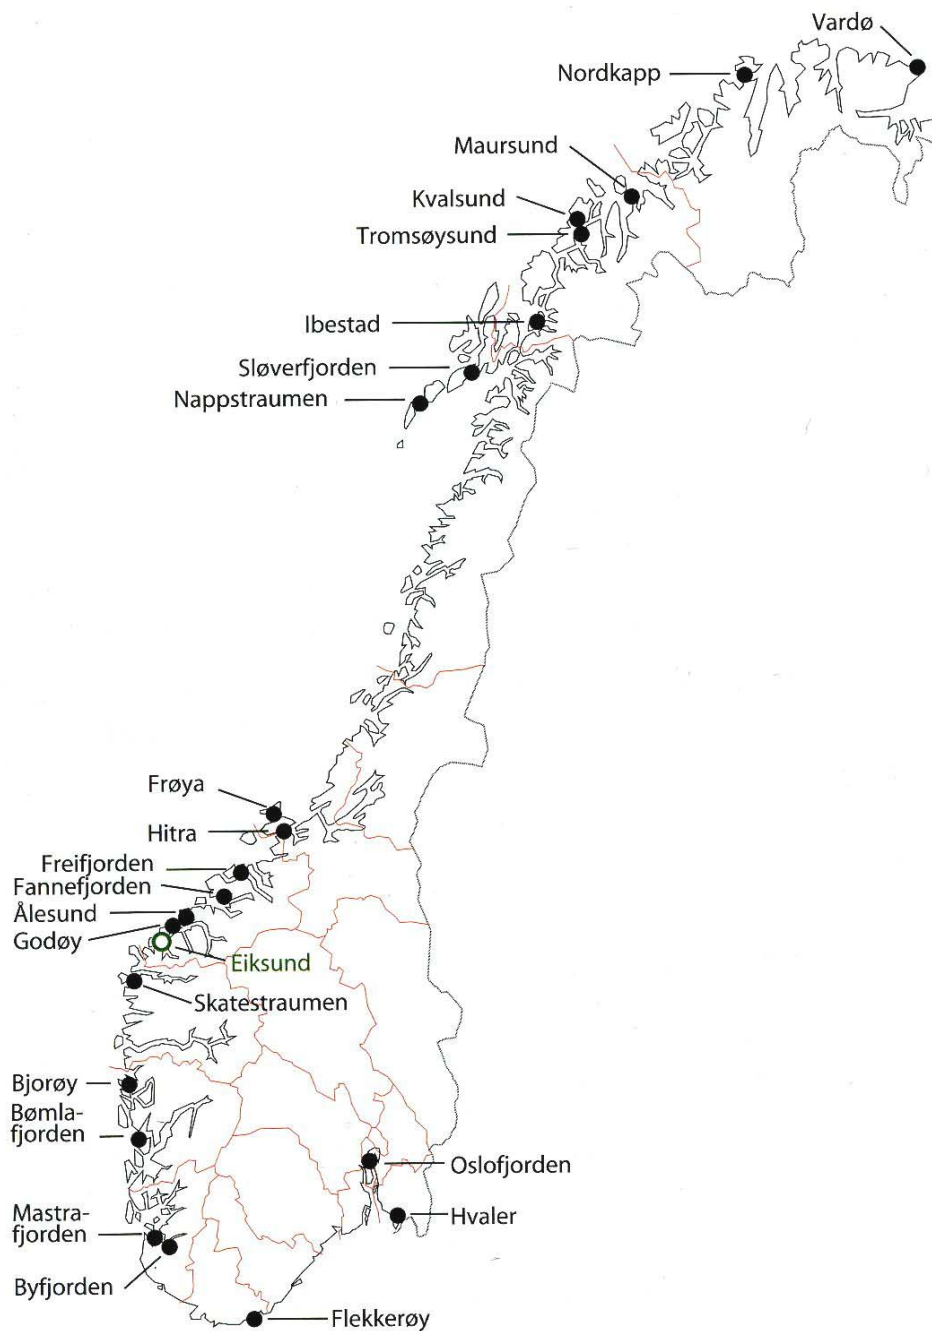 Vardø
Nordkapp
Maursund
Kvalsund
Tromsøysund
Ibestad
Sløverfjorden
Nappstraumen
Frøya
Hitra
Freifjorden
Fannefjorden
Ålesund
Godøy
Eiksund
Skatestraumen
Bjorøy
Bømla-
fjorden
Oslofjorden
Mastra-
fjorden
Hvaler
Byfjorden
Flekkerøy